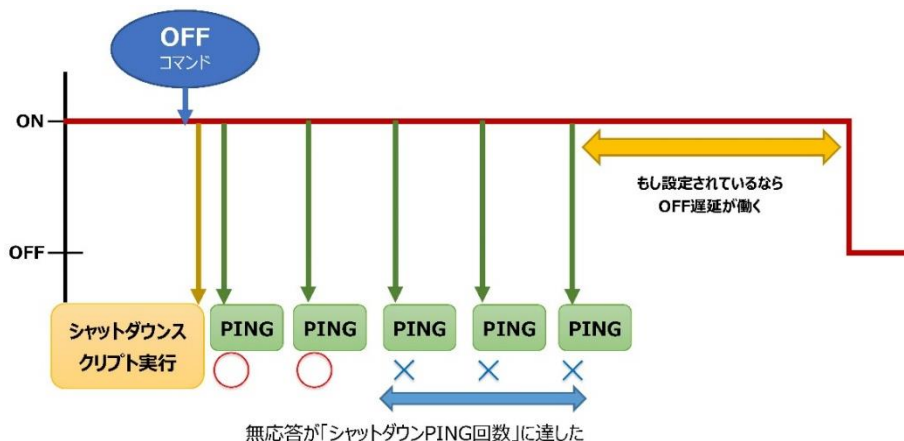 OFF
コマンド
ON
もし設定されているなら
OFF遅延が働く
OFF
シャットダウンス
クリプト実行
PING
PING
PING
PING
PING
無応答が「シャットダウンPING回数」に達した